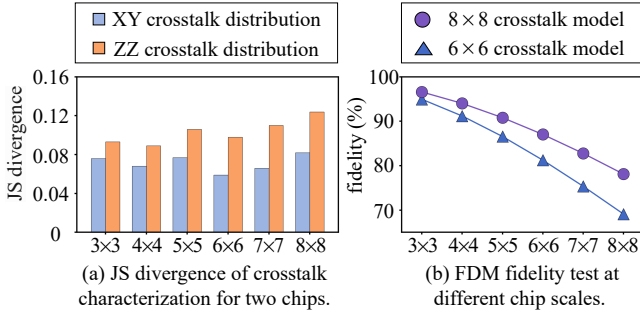 XY crosstalk distribution
ZZ crosstalk distribution
JS divergence
0.16
0.12
0.08
0.04
0
3×3 4×4 5×5 6×6 7×7 8×8
(a) JS divergence of crosstalk
characterization for two chips.
8×8 crosstalk model
6×6 crosstalk model
fidelity (%)
100
90
80
70
3×3 4×4 5×5 6×6 7×7 8×8
(b) FDM fidelity test at
different chip scales.